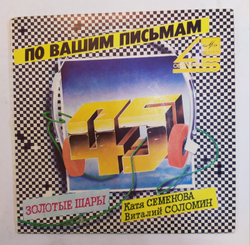 ПО ВАШИМ ПИСЬМАМ
45
ЗОЛОТЫЕ ШАРЫ
Катя СЕМЕНОВА
Виталий СОЛОМИН